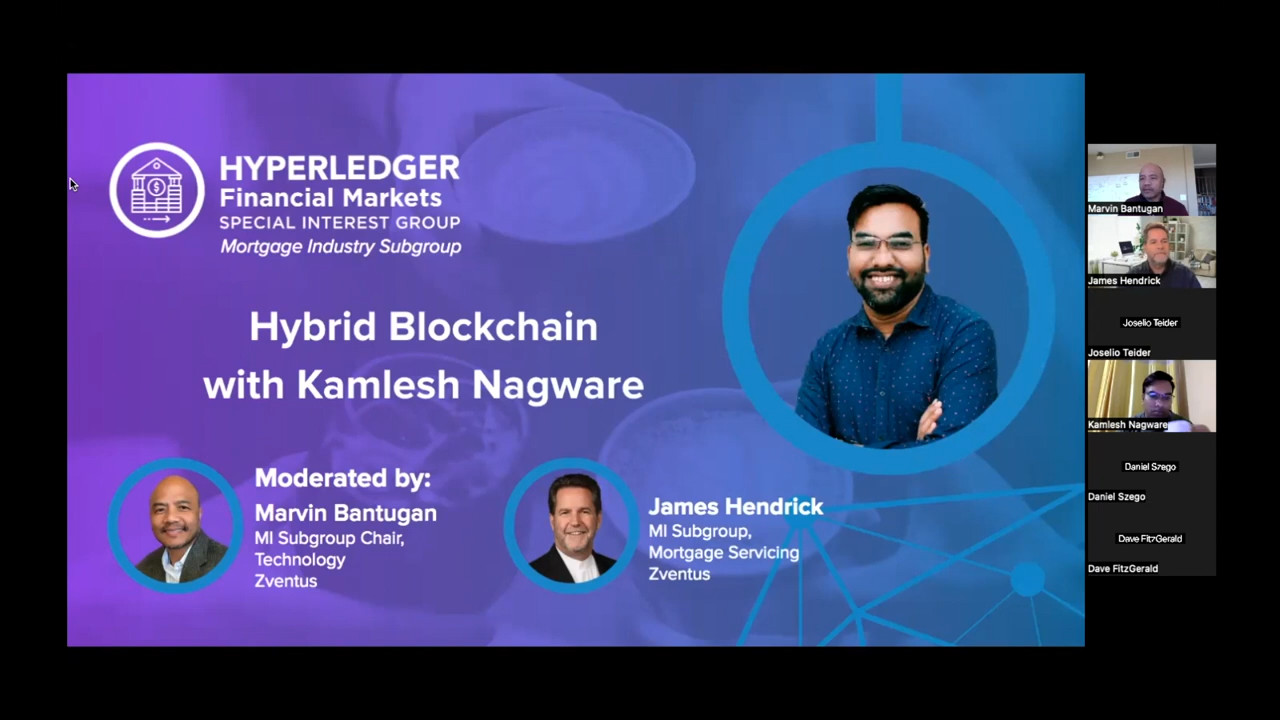 HYPERLEDGER
Financial Markets
SPECIAL INTEREST GROUP
Mortgage Industry Subgroup
Hybrid Blockchain
with Kamlesh Nagware
Moderated by:
Marvin Bantugan
MI Subgroup Chair,
Technology
Zventus
James Hendrick
MI Subgroup,
Mortgage Servicing
Zventus
Marvin Bantugan
James Hendrick
Joselio Teider
Joselio Teider
Kamlesh Nagware
Daniel Szego
Daniel Szego
Dave FitzGerald
Dave FitzGerald